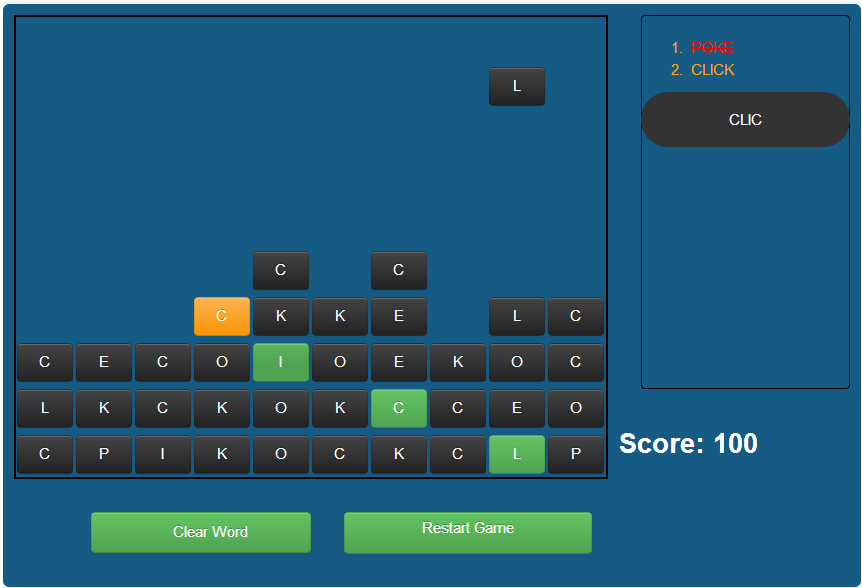 1. POKE
2. CLICK
L
CLIC
C C
C K K E L C
C E C O I O E K O C
L K C K O K C C E O
C P I K O C K C L P
Score: 100
Clear Word Restart Game